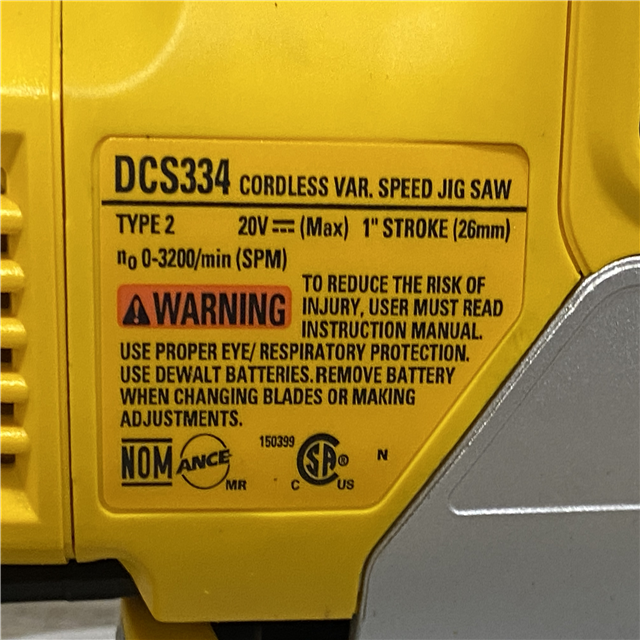 DCS334 CORDLESS VAR. SPEED JIG SAW
TYPE 2 20V⎓ (Max) 1" STROKE (26mm)
n₀ 0-3200/min (SPM)
⚠WARNING
TO REDUCE THE RISK OF
INJURY, USER MUST READ
INSTRUCTION MANUAL.
USE PROPER EYE/ RESPIRATORY PROTECTION.
USE DEWALT BATTERIES. REMOVE BATTERY
WHEN CHANGING BLADES OR MAKING
ADJUSTMENTS.
NOM ANCE MR 150399 C SA® US N